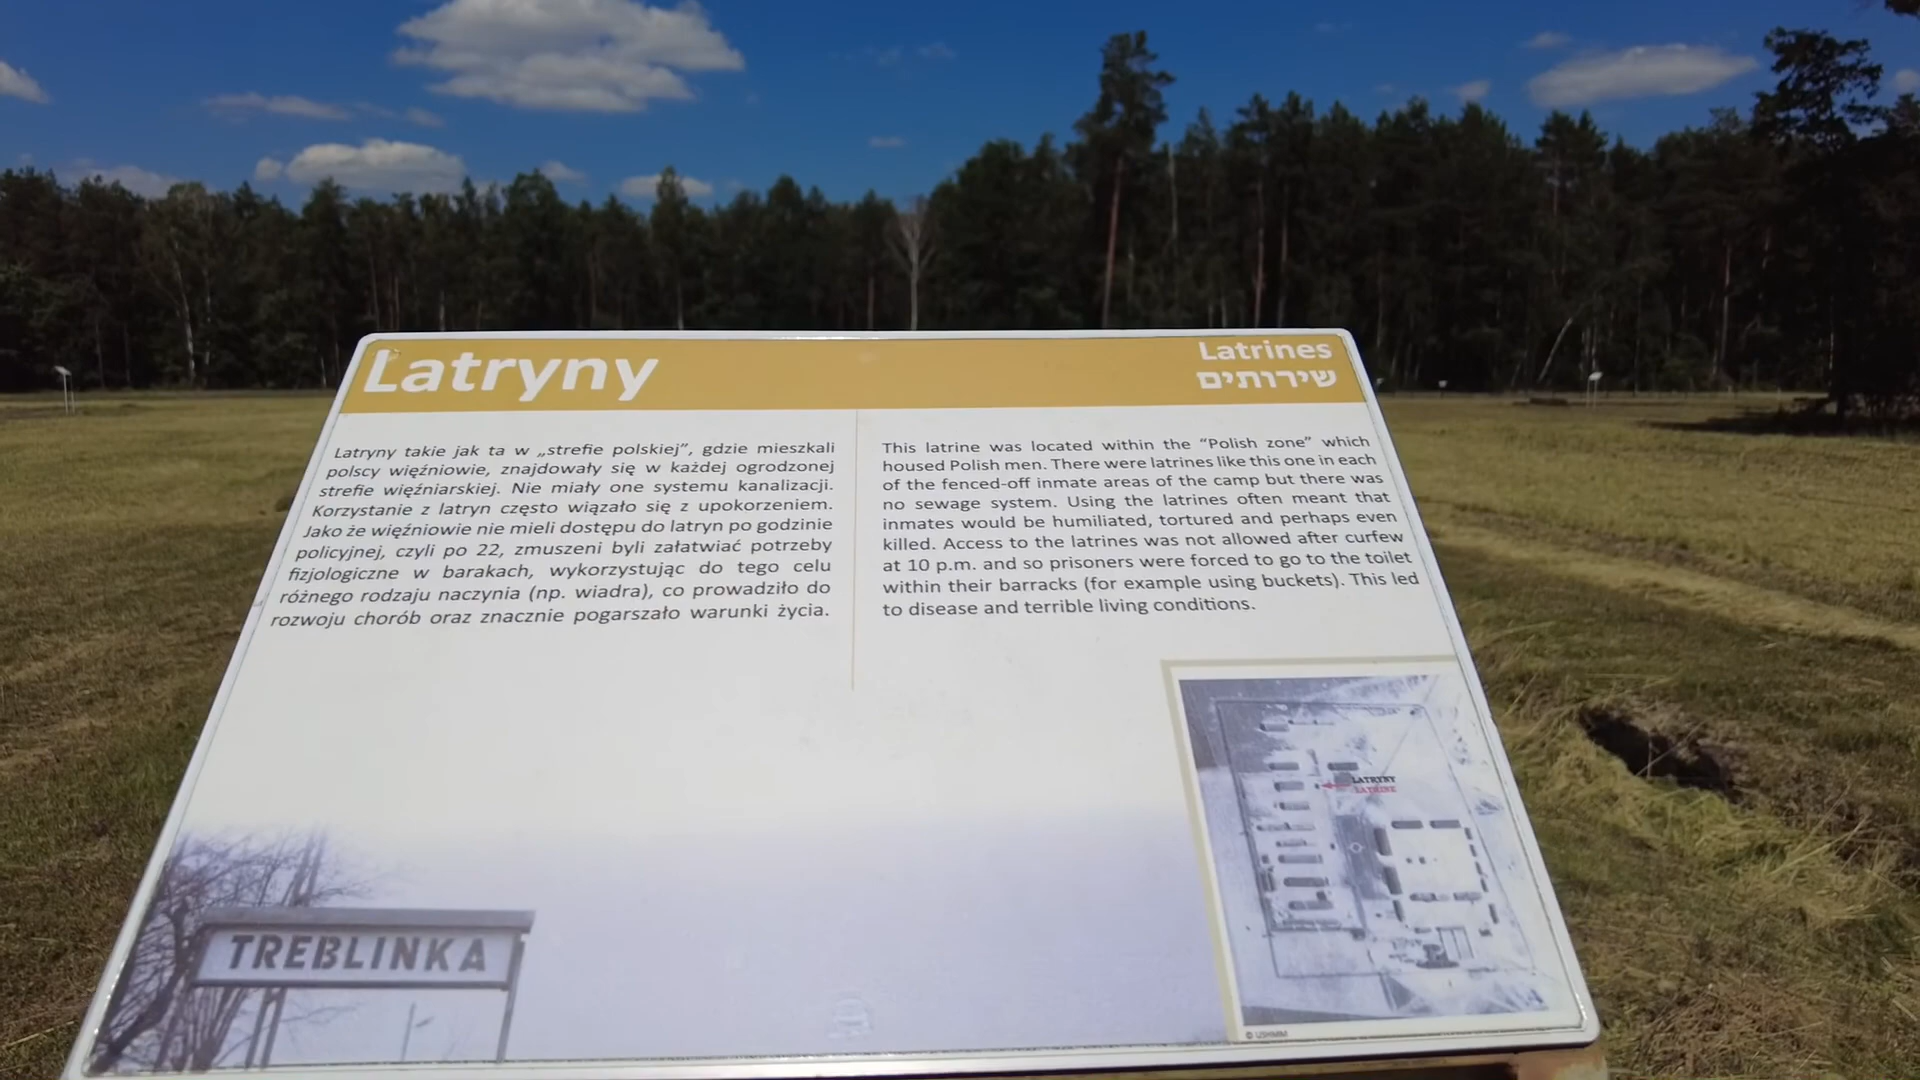 Latryny
Latrines
שירותים
Latryny takie jak ta w „strefie polskiej”, gdzie mieszkali
polscy więźniowie, znajdowały się w każdej ogrodzonej
strefie więźniarskiej. Nie miały one systemu kanalizacji.
Korzystanie z latryn często wiązało się z upokorzeniem.
Jako że więźniowie nie mieli dostępu do latryn po godzinie
policyjnej, czyli po 22, zmuszeni byli załatwiać potrzeby
fizjologiczne w barakach, wykorzystując do tego celu
różnego rodzaju naczynia (np. wiadra), co prowadziło do
rozwoju chorób oraz znacznie pogarszało warunki życia.
This latrine was located within the “Polish zone” which
housed Polish men. There were latrines like this one in each
of the fenced-off inmate areas of the camp but there was
no sewage system. Using the latrines often meant that
inmates would be humiliated, tortured and perhaps even
killed. Access to the latrines was not allowed after curfew
at 10 p.m. and so prisoners were forced to go to the toilet
within their barracks (for example using buckets). This led
to disease and terrible living conditions.
LATRYNY
LATRINE
TREBLINKA
© USHMM